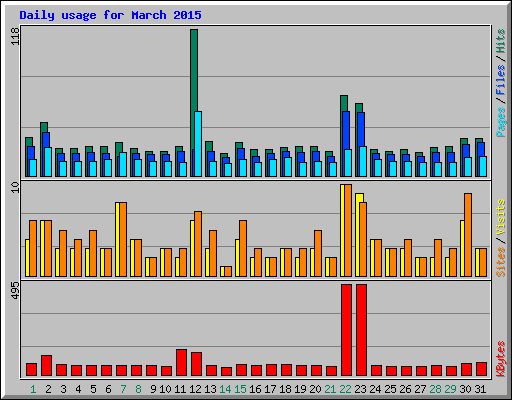 Daily usage for March 2015
118
Pages / Files / Hits
10
Sites / Visits
495
KBytes
1 2 3 4 5 6 7 8 9 10 11 12 13 14 15 16 17 18 19 20 21 22 23 24 25 26 27 28 29 30 31